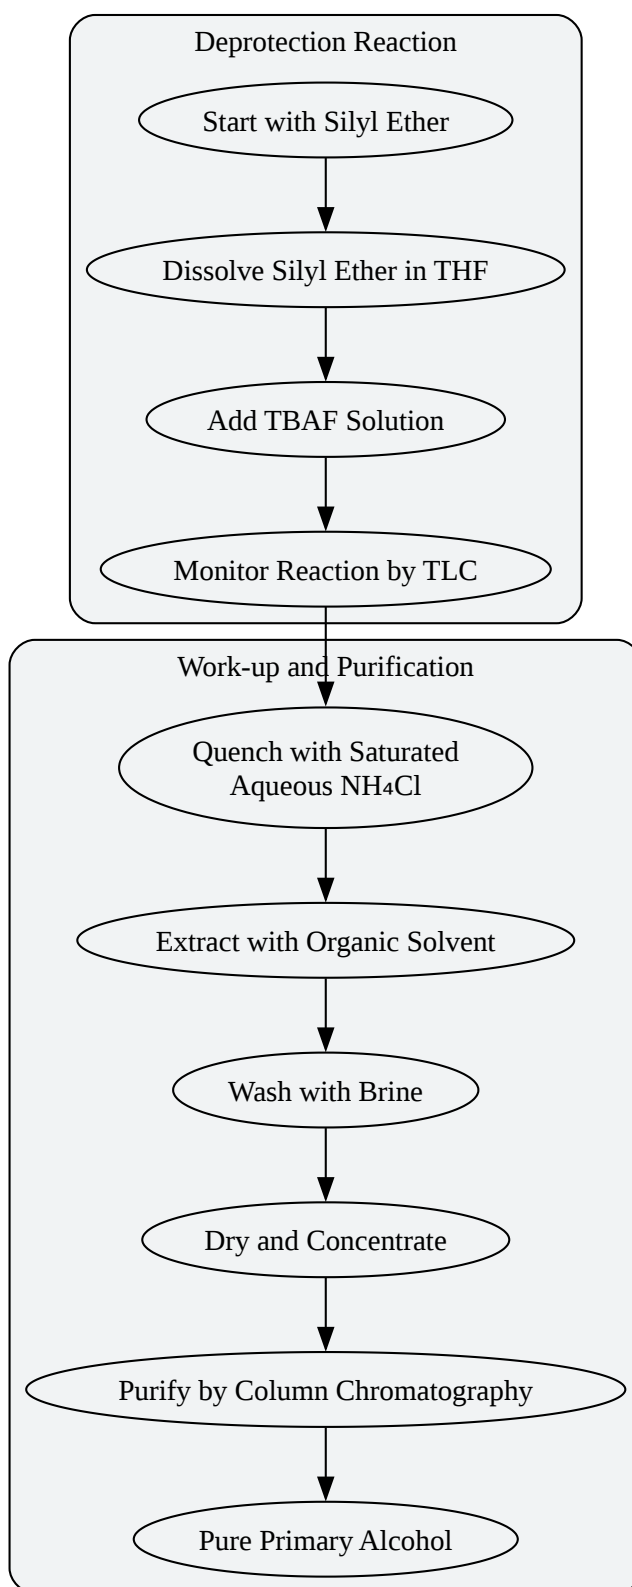 Deprotection Reaction
Start with Silyl Ether
Dissolve Silyl Ether in THF
Add TBAF Solution
Monitor Reaction by TLC
Work-up and Purification
Quench with Saturated
Aqueous NH₄Cl
Extract with Organic Solvent
Wash with Brine
Dry and Concentrate
Purify by Column Chromatography
Pure Primary Alcohol